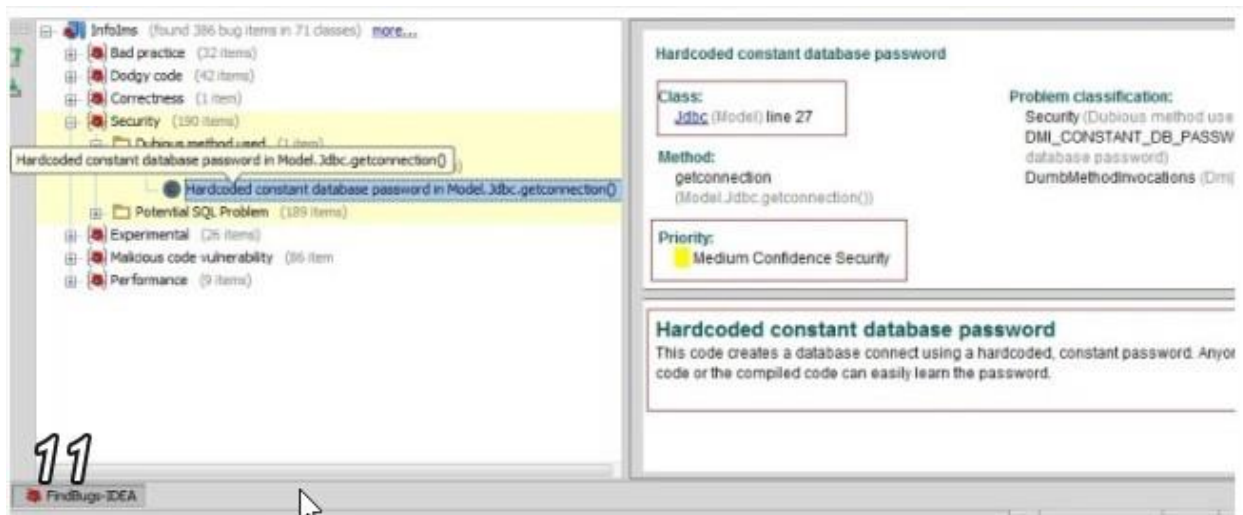 InfoIms (found 386 bug items in 71 classes) more...
Bad practice (32 items)
Dodgy code (42 items)
Correctness (1 item)
Security (190 items)
Dubious method used (1 item)
Hardcoded constant database password in Model.Jdbc.getconnection()
)
Hardcoded constant database password in Model.Jdbc.getconnection()
Potential SQL Problem (189 items)
Experimental (26 items)
Malicious code vulnerability (86 item
Performance (9 items)
Hardcoded constant database password
Class:
Jdbc (Model) line 27
Method:
getconnection
(Model.Jdbc.getconnection())
Priority:
Medium Confidence Security
Problem classification:
Security (Dubious method use
DMI_CONSTANT_DB_PASSW
database password)
DumbMethodInvocations (Dmi
Hardcoded constant database password
This code creates a database connect using a hardcoded, constant password. Anyor
code or the compiled code can easily learn the password.
11
FindBugs-IDEA